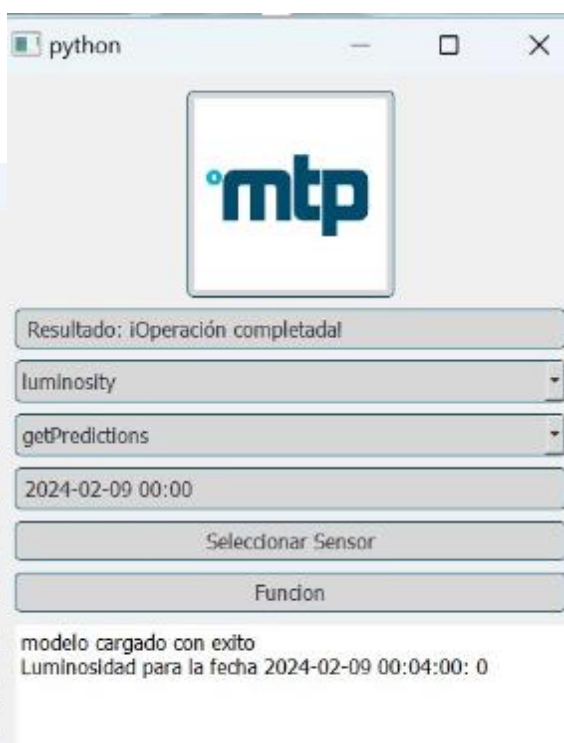 python
mtp
Resultado: ¡Operación completada!
luminosity
getPredictions
2024-02-09 00:00
Seleccionar Sensor
Funcion
modelo cargado con exito
Luminosidad para la fecha 2024-02-09 00:04:00: 0